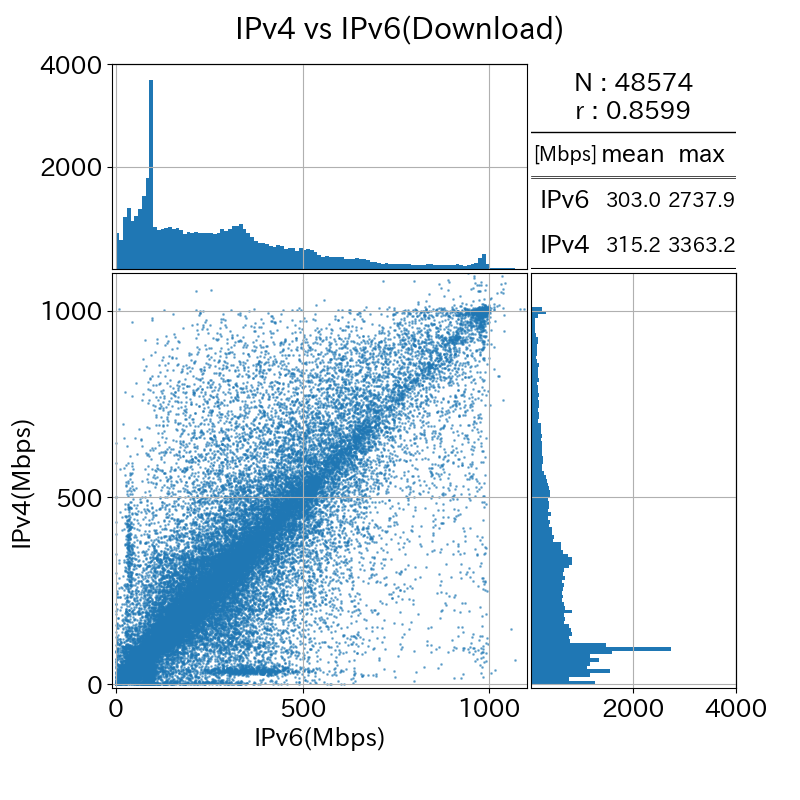 IPv4 vs IPv6(Download)
4000
2000
N : 48574
r : 0.8599
[Mbps] mean max
IPv6 303.0 2737.9
IPv4 315.2 3363.2
1000
500
0
IPv4(Mbps)
0 500 1000
IPv6(Mbps)
2000 4000